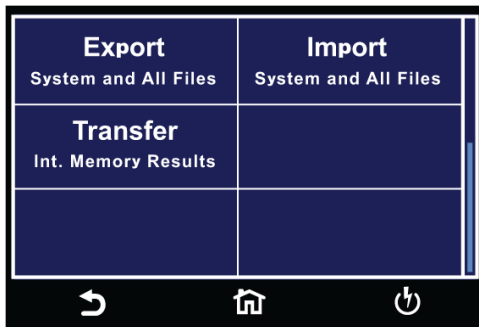 Export
System and All Files
Import
System and All Files
Transfer
Int. Memory Results